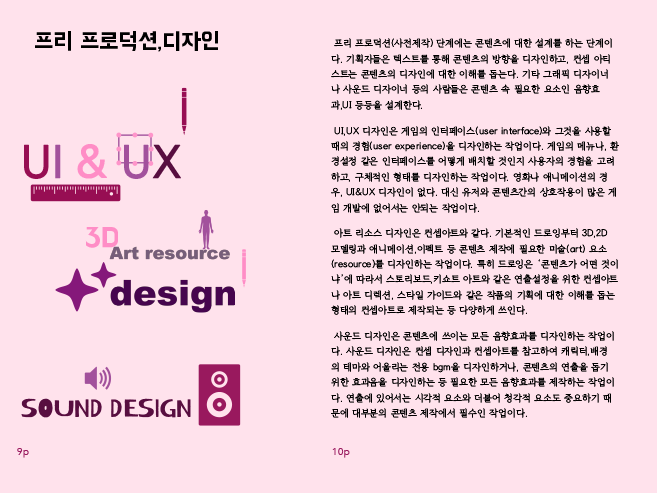 프리 프로덕션,디자인
UI & UX
3D
Art resource
design
SOUND DESIGN
9p
프리 프로덕션(사전제작) 단계에는 콘텐츠에 대한 설계를 하는 단계이
다. 기획자들은 텍스트를 통해 콘텐츠의 방향을 디자인하고, 컨셉 아티
스트는 콘텐츠의 디자인에 대한 이해를 돕는다. 기타 그래픽 디자이너
나 사운드 디자이너 등의 사람들은 콘텐츠 속 필요한 요소인 음향효
과,UI 등등을 설계한다.
UI,UX 디자인은 게임의 인터페이스(user interface)와 그것을 사용할
때의 경험(user experience)을 디자인하는 작업이다. 게임의 메뉴나, 환
경설정 같은 인터페이스를 어떻게 배치할 것인지 사용자의 경험을 고려
하고, 구체적인 형태를 디자인하는 작업이다. 영화나 애니메이션의 경
우, UI&UX 디자인이 없다. 대신 유저와 콘텐츠간의 상호작용이 많은 게
임 개발에 없어서는 안되는 작업이다.
아트 리소스 디자인은 컨셉아트와 같다. 기본적인 드로잉부터 3D,2D
모델링과 애니메이션,이펙트 등 콘텐츠 제작에 필요한 미술(art) 요소
(resource)를 디자인하는 작업이다. 특히 드로잉은 ‘콘텐츠가 어떤 것이
냐’에 따라서 스토리보드,키쇼트 아트와 같은 연출설정을 위한 컨셉아트
나 아트 디렉션, 스타일 가이드와 같은 작품의 기획에 대한 이해를 돕는
형태의 컨셉아트로 제작되는 등 다양하게 쓰인다.
사운드 디자인은 콘텐츠에 쓰이는 모든 음향효과를 디자인하는 작업이
다. 사운드 디자인은 컨셉 디자인과 컨셉아트를 참고하여 캐릭터,배경
의 테마와 어울리는 전용 bgm을 디자인하거나, 콘텐츠의 연출을 돕기
위한 효과음을 디자인하는 등 필요한 모든 음향효과를 제작하는 작업이
다. 연출에 있어서는 시각적 요소와 더불어 청각적 요소도 중요하기 때
문에 대부분의 콘텐츠 제작에서 필수인 작업이다.
10p